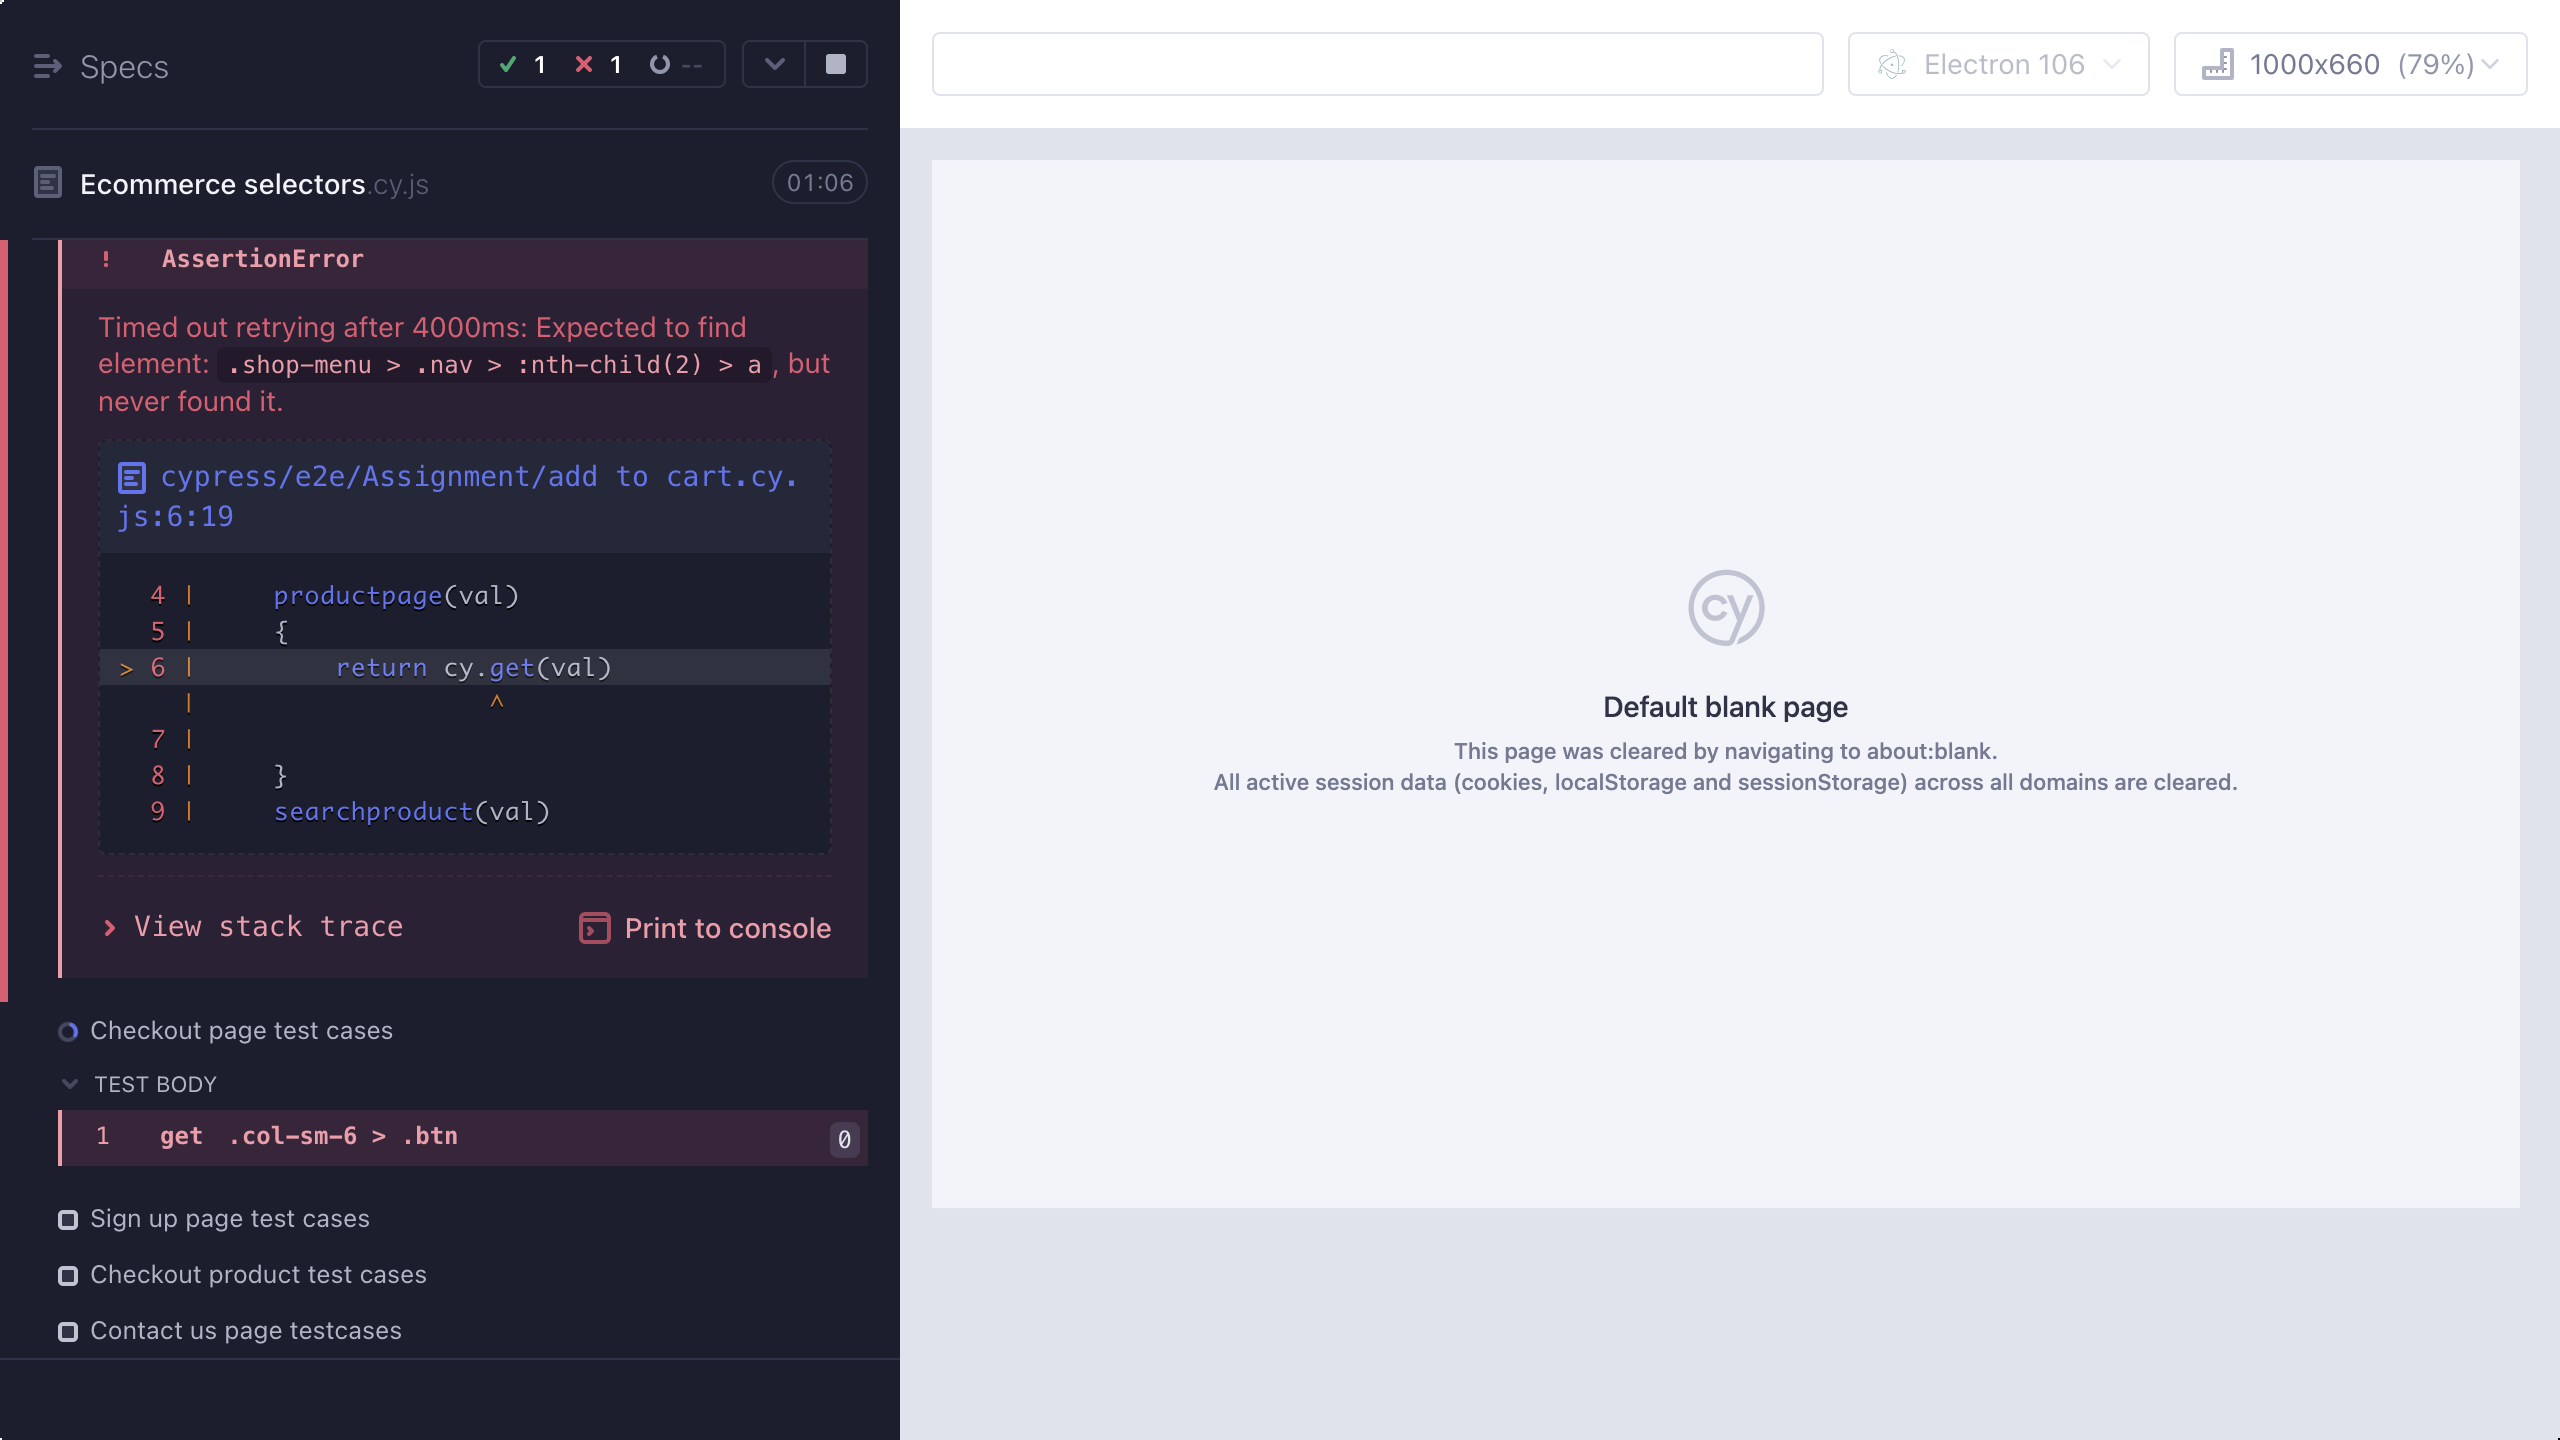 Specs
1 1 --
Ecommerce selectors.cy.js 01:06
! AssertionError
Timed out retrying after 4000ms: Expected to find
element: .shop-menu > .nav > :nth-child(2) > a , but
never found it.
cypress/e2e/Assignment/add to cart.cy.
js:6:19
4 | productpage(val)
5 | {
> 6 | return cy.get(val)
| ^
7 |
8 | }
9 | searchproduct(val)
View stack trace
Print to console
Checkout page test cases
TEST BODY
1 get .col-sm-6 > .btn 0
Sign up page test cases
Checkout product test cases
Contact us page testcases
Electron 106
1000x660 (79%)
cy
Default blank page
This page was cleared by navigating to about:blank.
All active session data (cookies, localStorage and sessionStorage) across all domains are cleared.